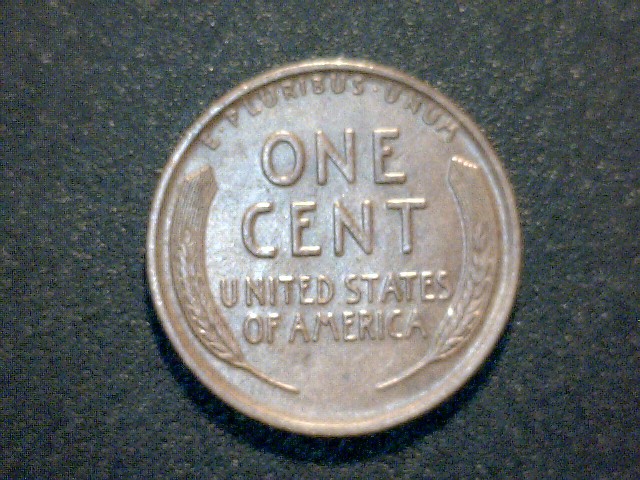 E·PLURIBUS·UNUM
ONE
CENT
UNITED STATES
OF AMERICA